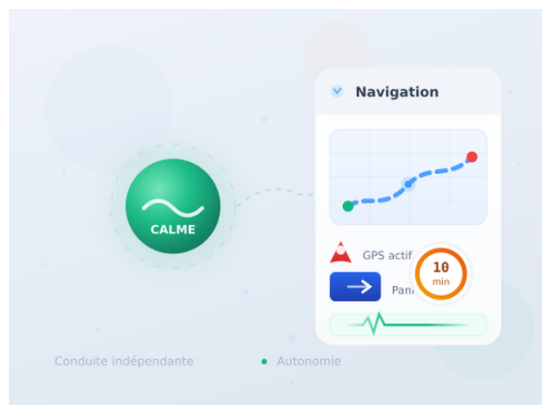 Navigation
CALME
GPS actif
10
min
Conduite indépendante
Autonomie